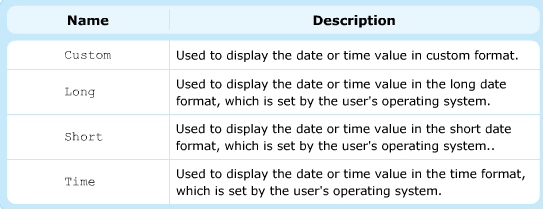 Name Description
Custom Used to display the date or time value in custom format.
Used to display the date or time value in the long date
Long
format, which is set by the user's operating system.
Used to display the date or time value in the short date
Short
format, which is set by the user's operating system..
Used to display the date or time value in the time format,
Time
which is set by the user's operating system.